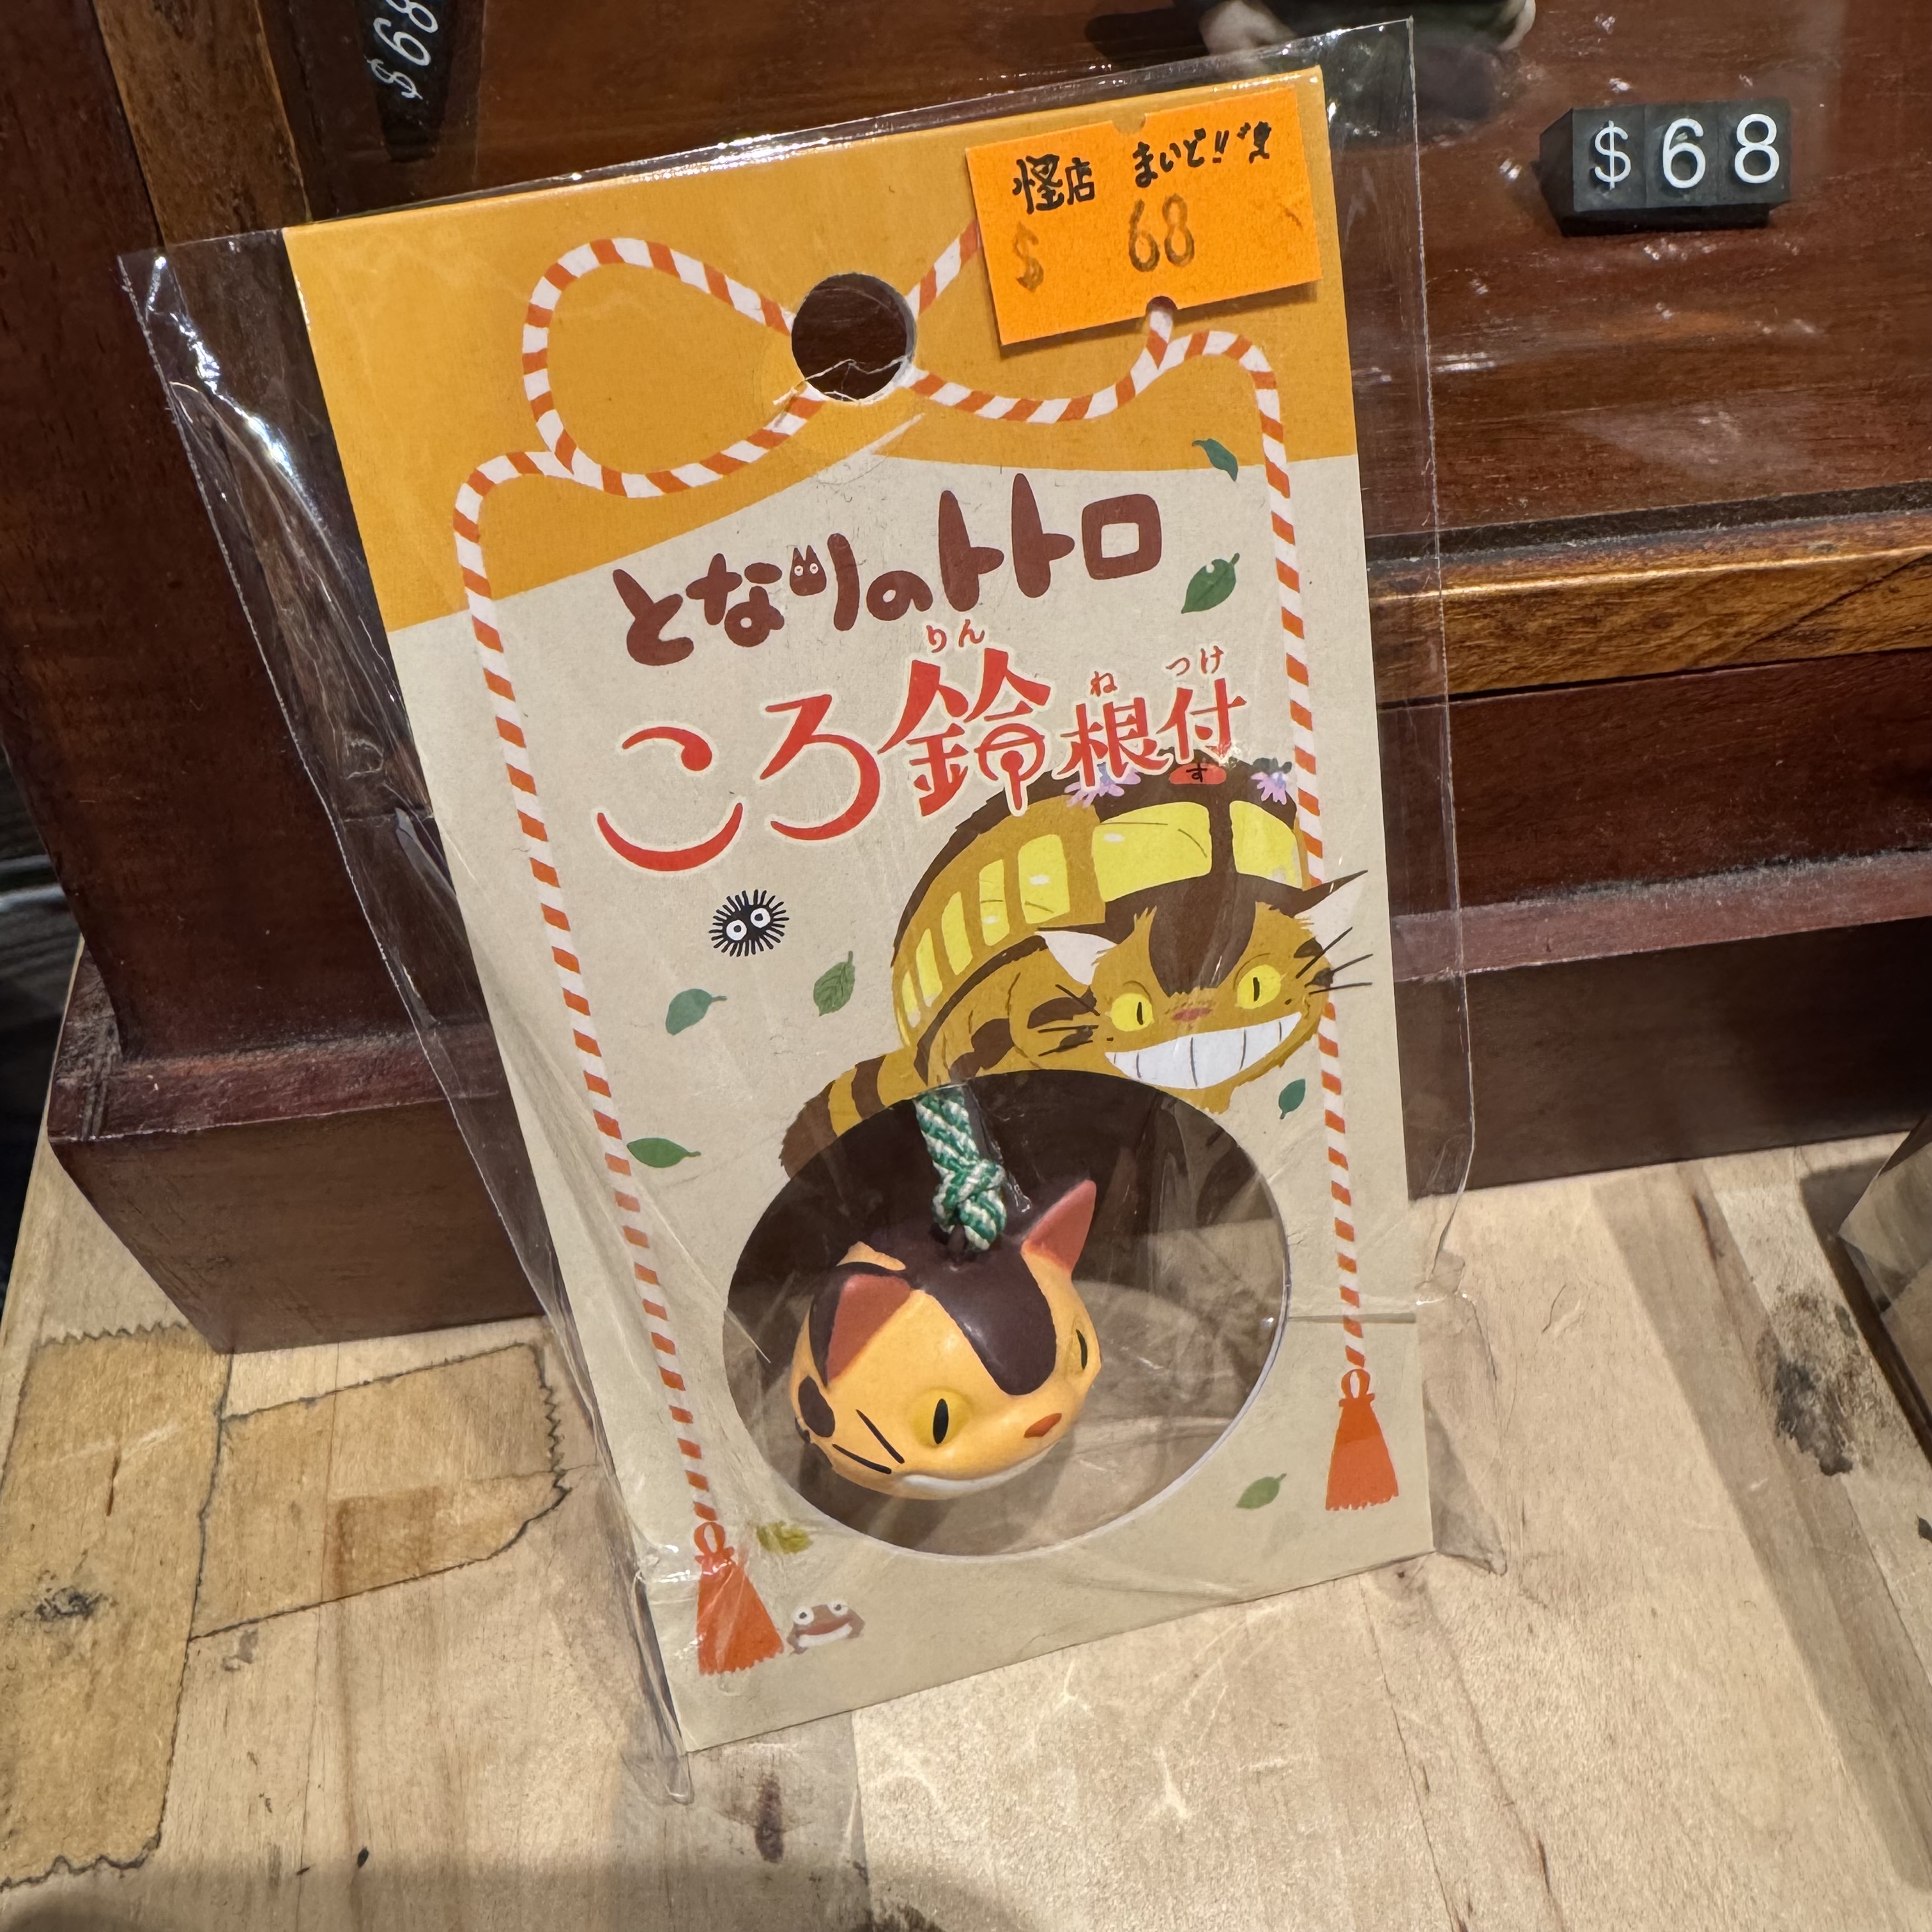 怪店 まいど!!
$ 68
$68
となりのトトロ
りん ね つけ
ころ鈴根付
す